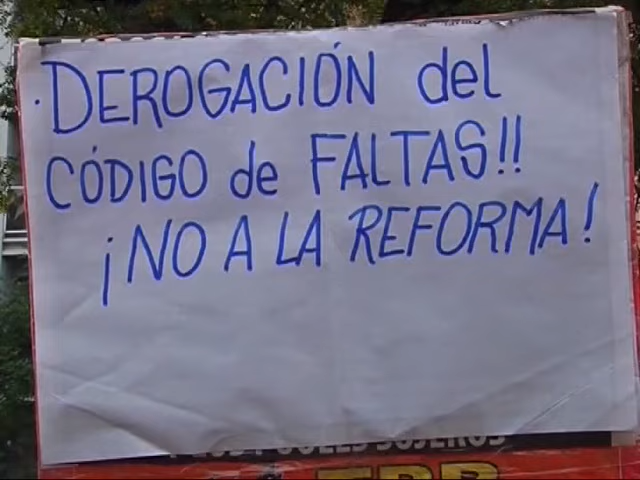 · DEROGACIÓN del
CÓDIGO de FALTAS!!
¡NO A LA REFORMA!